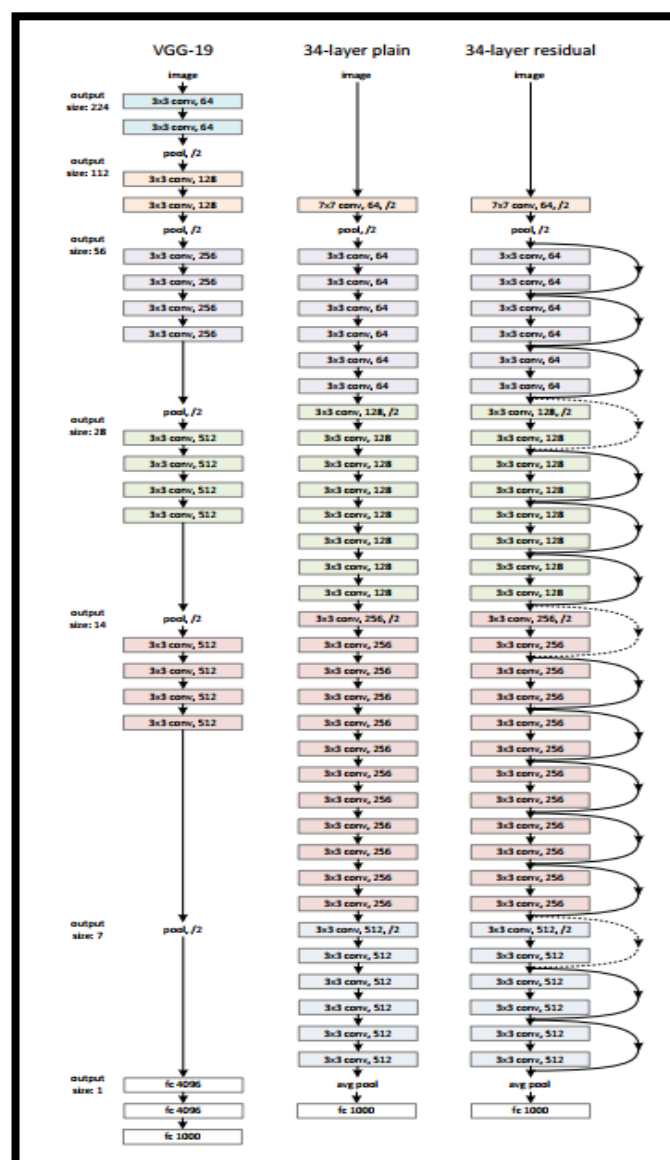 VGG-19
34-layer plain
34-layer residual
output
size: 224
output
size: 112
output
size: 56
output
size: 28
output
size: 14
output
size: 7
output
size: 1
image
3x3 conv, 64
3x3 conv, 64
pool, /2
3x3 conv, 128
3x3 conv, 128
pool, /2
3x3 conv, 256
3x3 conv, 256
3x3 conv, 256
3x3 conv, 256
pool, /2
3x3 conv, 512
3x3 conv, 512
3x3 conv, 512
3x3 conv, 512
pool, /2
3x3 conv, 512
3x3 conv, 512
3x3 conv, 512
3x3 conv, 512
pool, /2
fc 4096
fc 4096
fc 1000
image
7x7 conv, 64, /2
pool, /2
3x3 conv, 64
3x3 conv, 64
3x3 conv, 64
3x3 conv, 64
3x3 conv, 64
3x3 conv, 64
3x3 conv, 128, /2
3x3 conv, 128
3x3 conv, 128
3x3 conv, 128
3x3 conv, 128
3x3 conv, 128
3x3 conv, 128
3x3 conv, 128
3x3 conv, 256, /2
3x3 conv, 256
3x3 conv, 256
3x3 conv, 256
3x3 conv, 256
3x3 conv, 256
3x3 conv, 256
3x3 conv, 256
3x3 conv, 256
3x3 conv, 256
3x3 conv, 256
3x3 conv, 256
3x3 conv, 512, /2
3x3 conv, 512
3x3 conv, 512
3x3 conv, 512
3x3 conv, 512
3x3 conv, 512
avg pool
fc 1000
image
7x7 conv, 64, /2
pool, /2
3x3 conv, 64
3x3 conv, 64
3x3 conv, 64
3x3 conv, 64
3x3 conv, 64
3x3 conv, 64
3x3 conv, 128, /2
3x3 conv, 128
3x3 conv, 128
3x3 conv, 128
3x3 conv, 128
3x3 conv, 128
3x3 conv, 128
3x3 conv, 128
3x3 conv, 256, /2
3x3 conv, 256
3x3 conv, 256
3x3 conv, 256
3x3 conv, 256
3x3 conv, 256
3x3 conv, 256
3x3 conv, 256
3x3 conv, 256
3x3 conv, 256
3x3 conv, 256
3x3 conv, 256
3x3 conv, 512, /2
3x3 conv, 512
3x3 conv, 512
3x3 conv, 512
3x3 conv, 512
3x3 conv, 512
avg pool
fc 1000